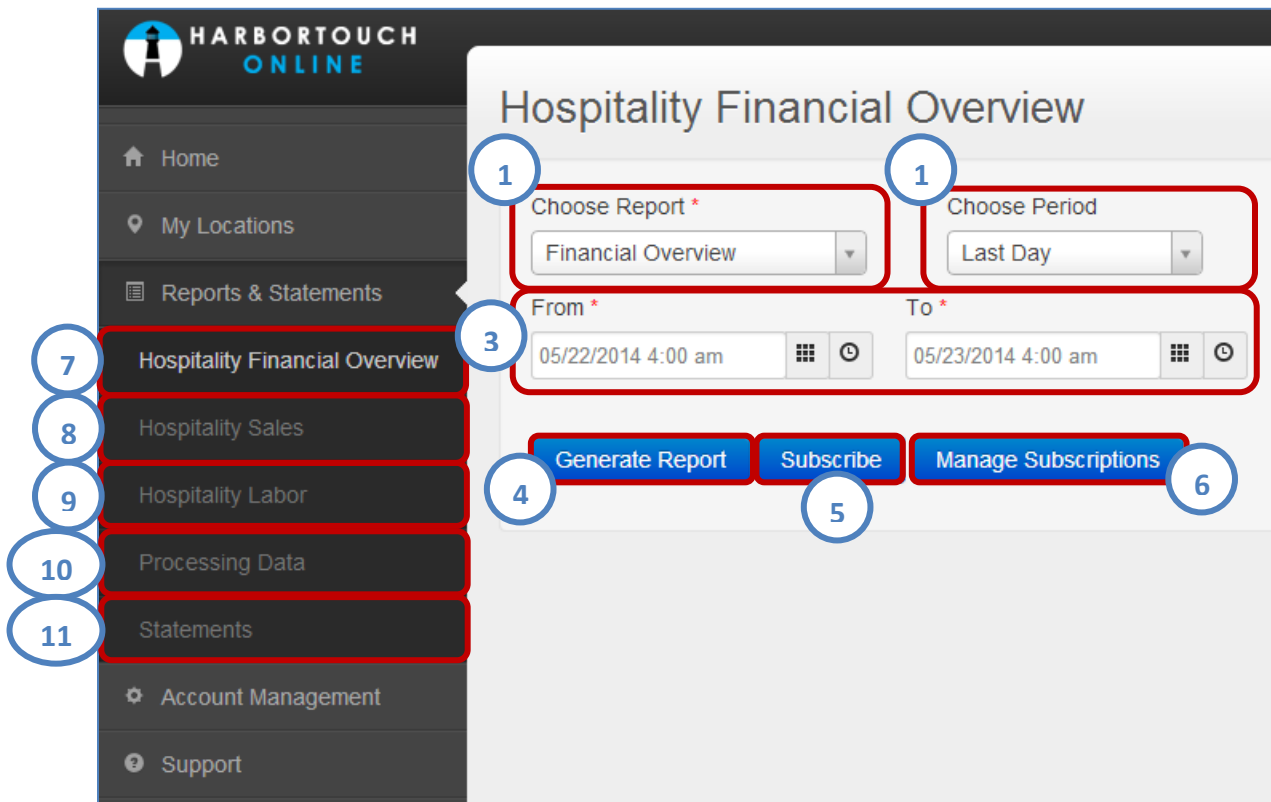 HARBORTOUCH
ONLINE
Home
My Locations
Reports & Statements
7
Hospitality Financial Overview
8
Hospitality Sales
9
Hospitality Labor
10
Processing Data
11
Statements
Account Management
Support
Hospitality Financial Overview
1
1
Choose Report *
Choose Period
Financial Overview
Last Day
3
From *
To *
05/22/2014 4:00 am
05/23/2014 4:00 am
Generate Report
Subscribe
Manage Subscriptions
4
5
6